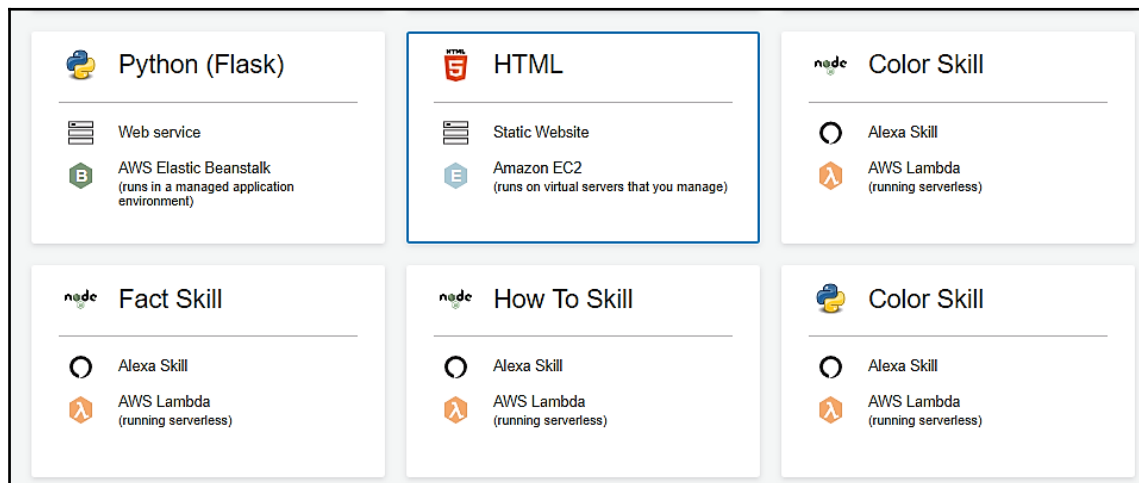 Python (Flask)
Web service
AWS Elastic Beanstalk
(runs in a managed application
environment)
B
HTML
5
HTML
Static Website
Amazon EC2
(runs on virtual servers that you manage)
E
node
Color Skill
Alexa Skill
AWS Lambda
(running serverless)
λ
node
Fact Skill
Alexa Skill
AWS Lambda
(running serverless)
λ
node
How To Skill
Alexa Skill
AWS Lambda
(running serverless)
λ
Color Skill
Alexa Skill
AWS Lambda
(running serverless)
λ